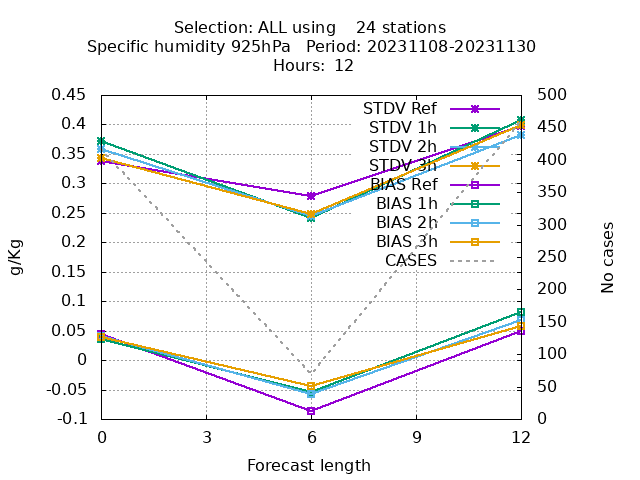 Selection: ALL using    24 stations
Specific humidity 925hPa   Period: 20231108-20231130
Hours:  12
0.45
0.4
0.35
0.3
0.25
0.2
0.15
0.1
0.05
0
-0.05
-0.1
g/Kg
STDV Ref
STDV 1h
STDV 2h
STDV 3h
BIAS Ref
BIAS 1h
BIAS 2h
BIAS 3h
CASES
500
450
400
350
300
250
200
150
100
50
0
No cases
0 3 6 9 12
Forecast length